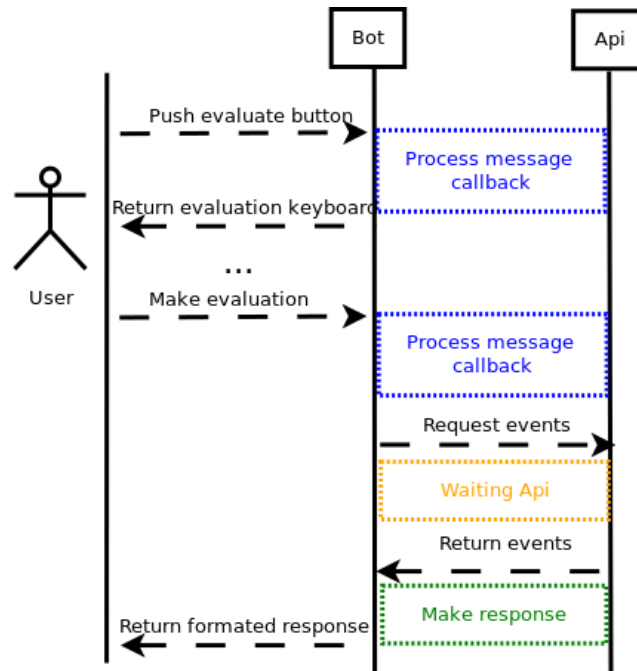 Bot
Api
Push evaluate button
Process message
callback
Return evaluation keyboard
...
User
Make evaluation
Process message
callback
Request events
Waiting Api
Return events
Make response
Return formated response